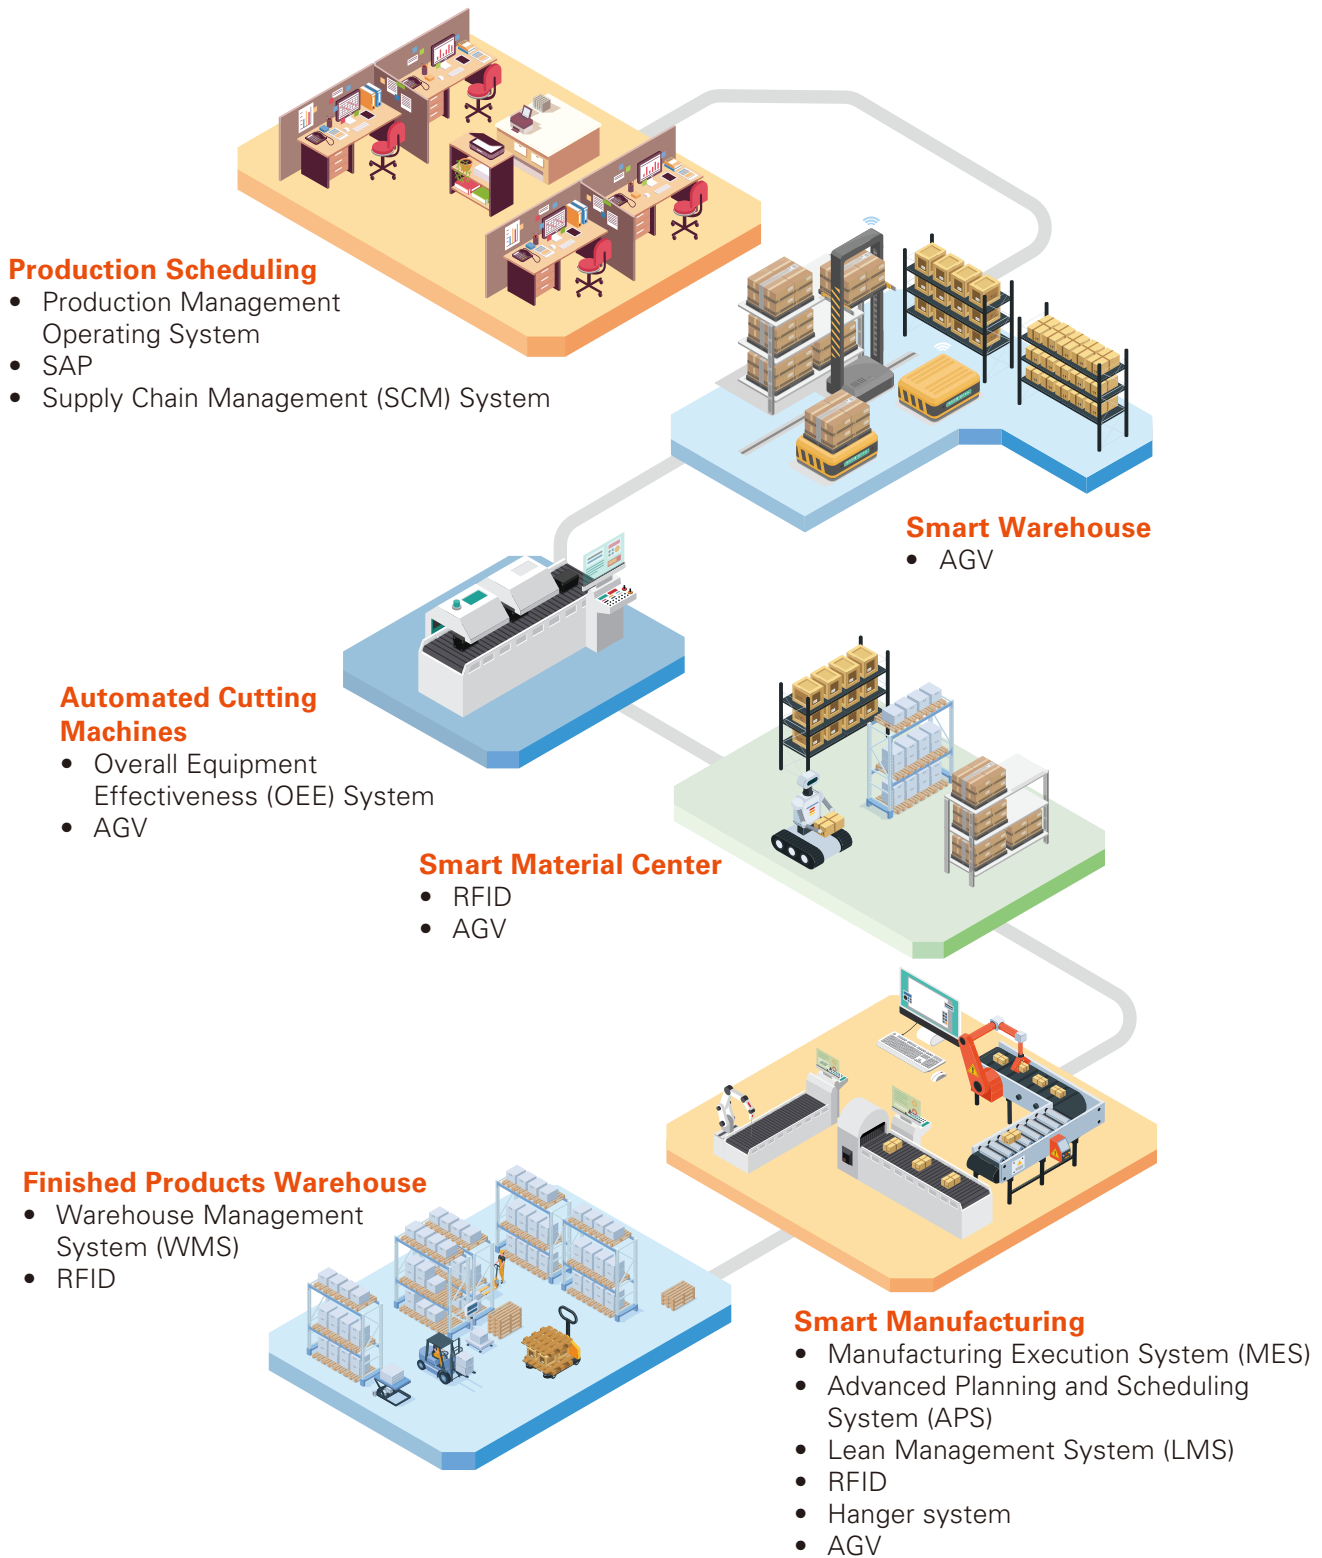 Production Scheduling
• Production Management
Operating System
• SAP
• Supply Chain Management (SCM) System
Smart Warehouse
• AGV
Automated Cutting
Machines
• Overall Equipment
Effectiveness (OEE) System
• AGV
Smart Material Center
• RFID
• AGV
Finished Products Warehouse
• Warehouse Management
System (WMS)
• RFID
Smart Manufacturing
• Manufacturing Execution System (MES)
• Advanced Planning and Scheduling
System (APS)
• Lean Management System (LMS)
• RFID
• Hanger system
• AGV